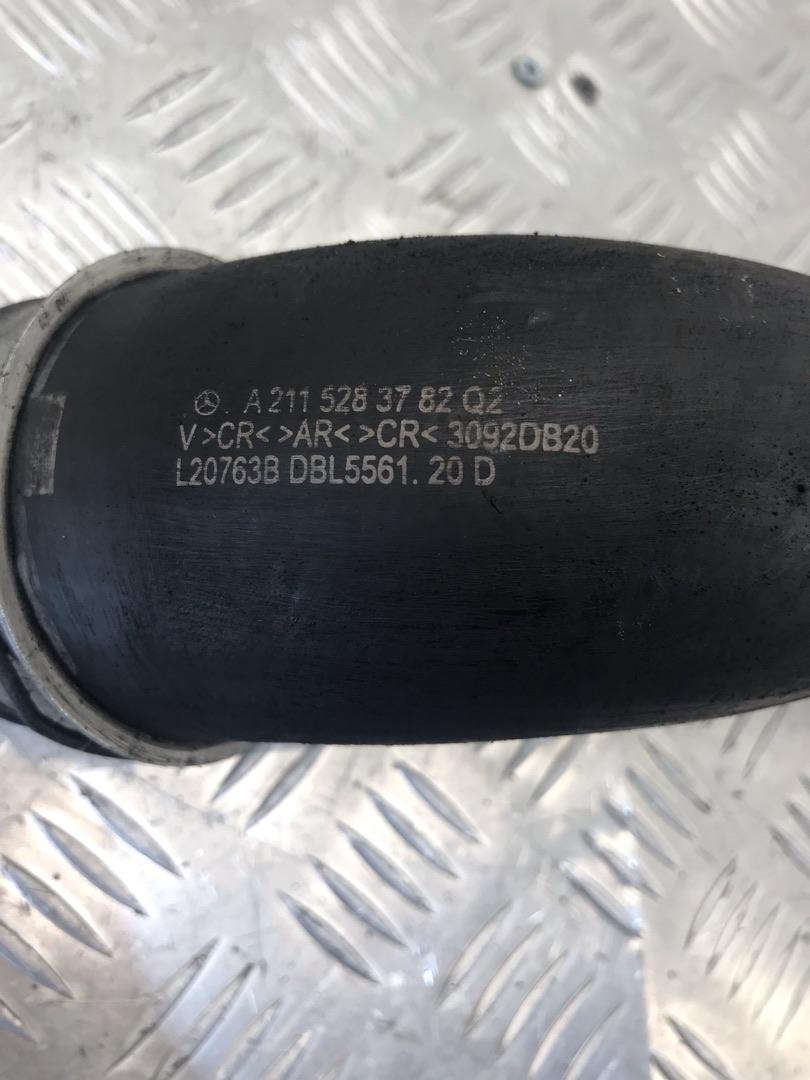 A 211 528 37 82 Q2
V >CR< >AR< >CR< 3092DB20
L20763B DBL5561. 20 D